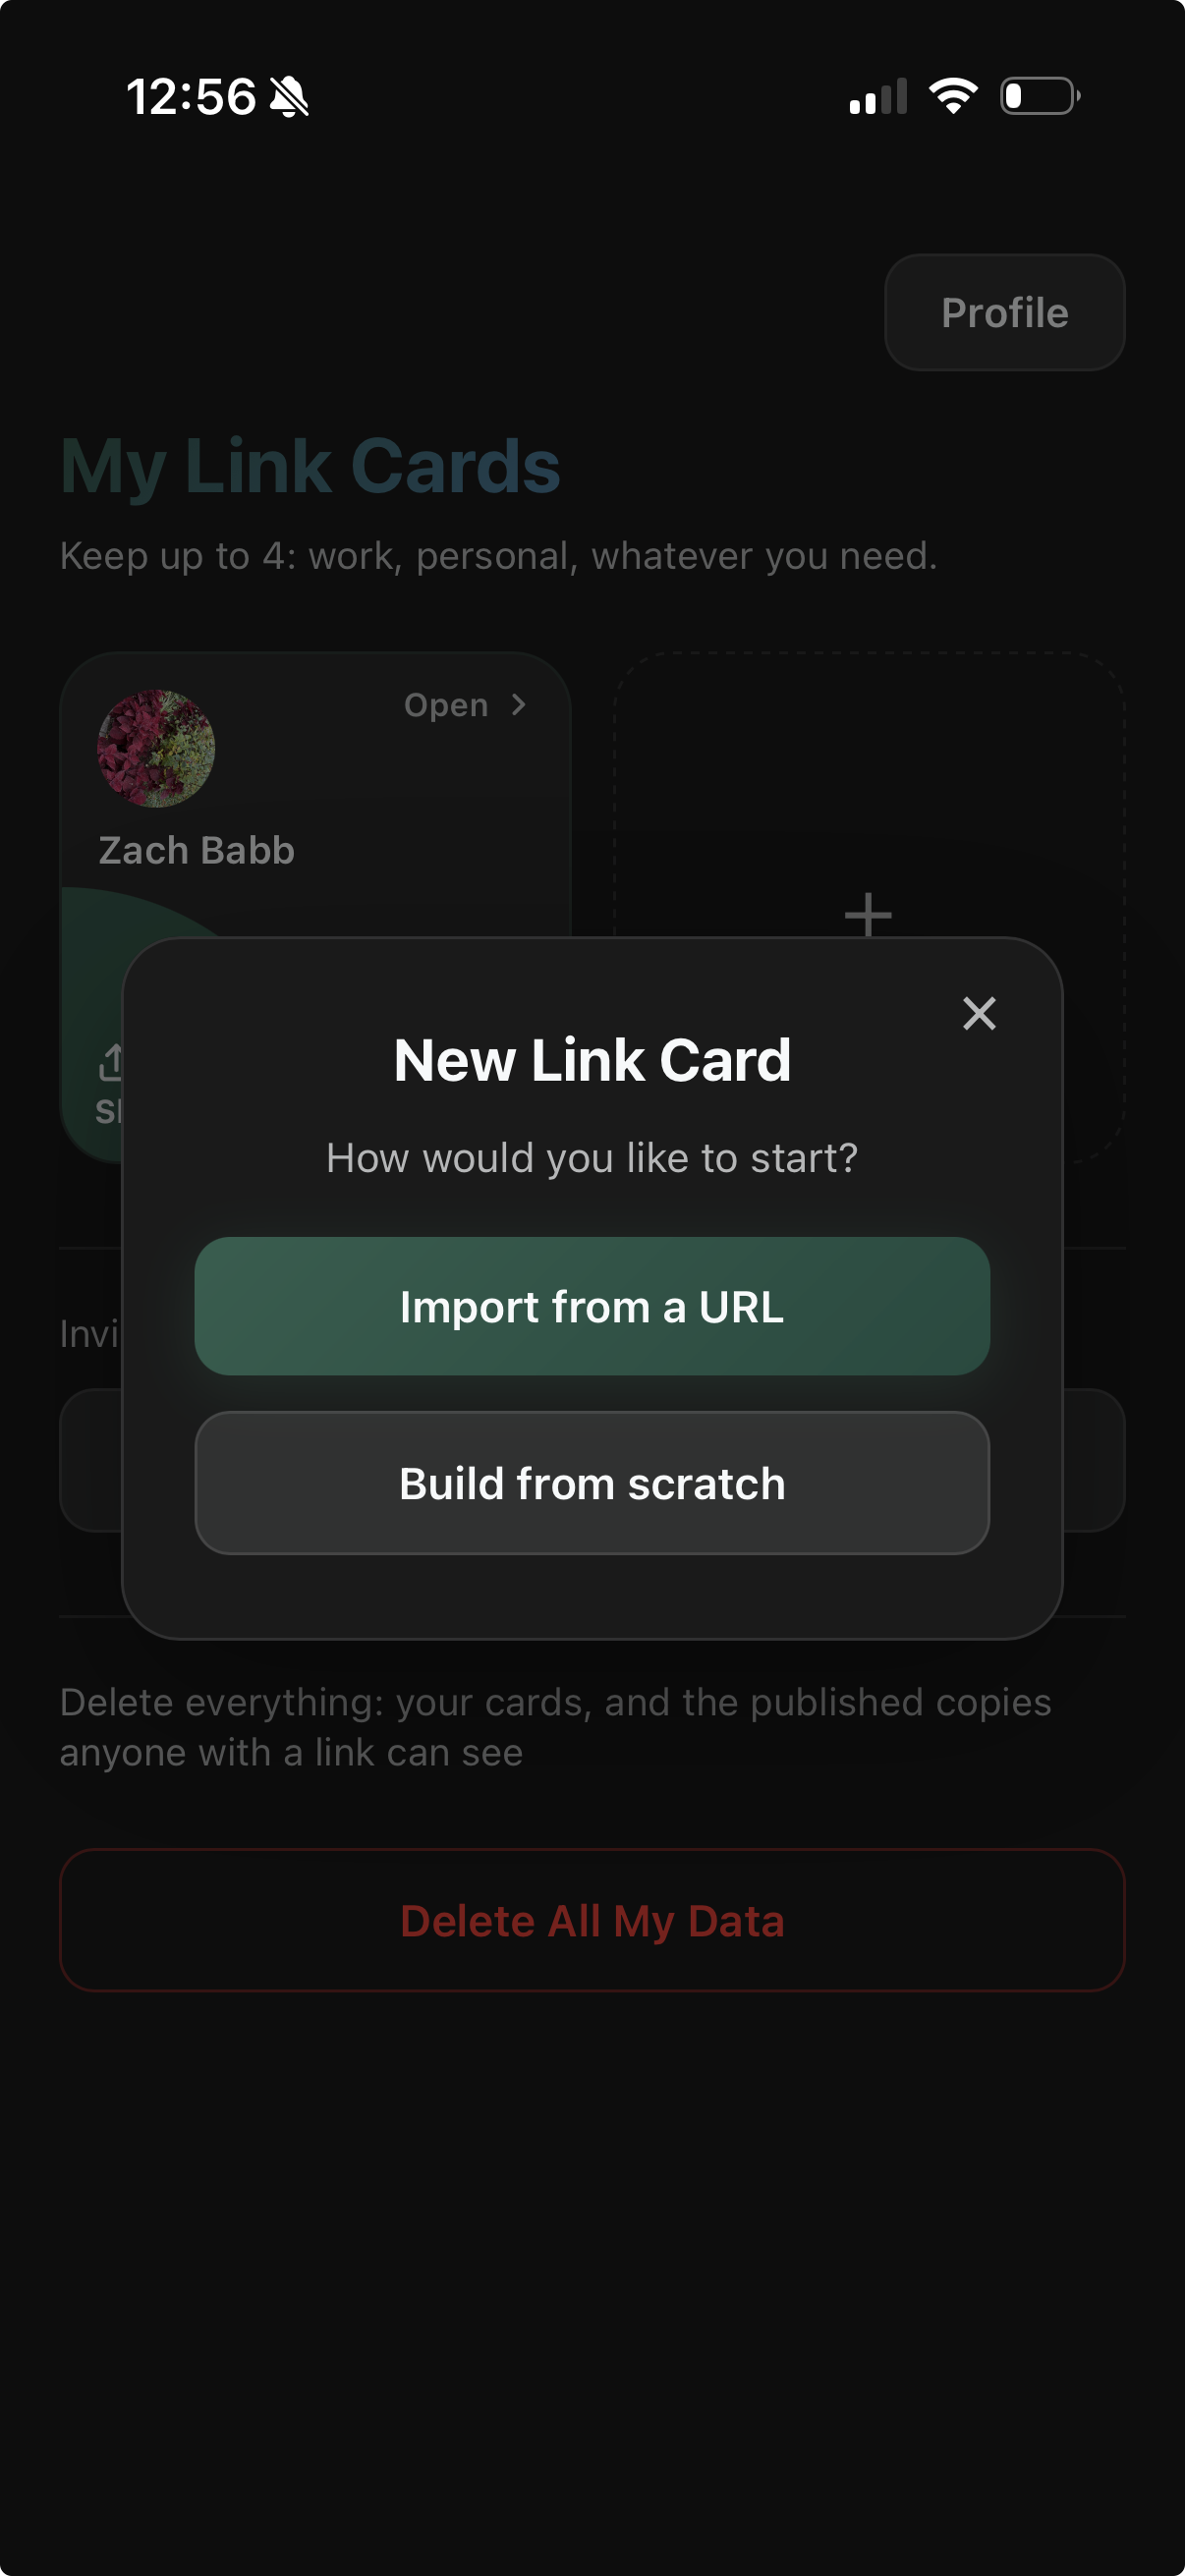 12:56
Profile
My Link Cards
Keep up to 4: work, personal, whatever you need.
Open
Zach Babb
New Link Card
How would you like to start?
Import from a URL
Build from scratch
Delete everything: your cards, and the published copies
anyone with a link can see
Delete All My Data